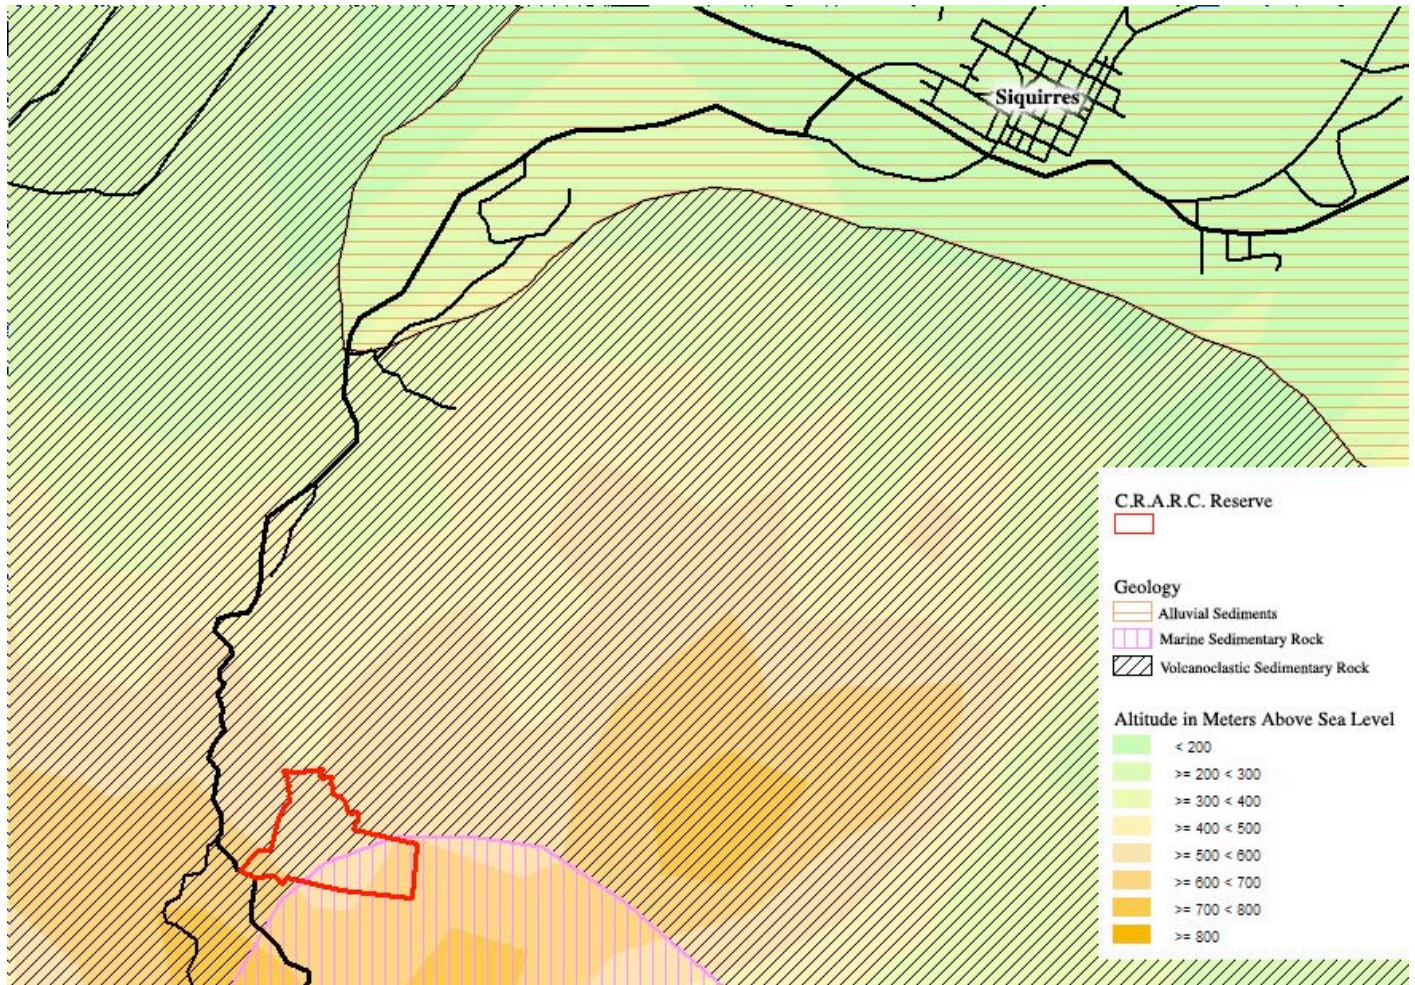 Siquirres
C.R.A.R.C. Reserve
Geology
Alluvial Sediments
Marine Sedimentary Rock
Volcanoclastic Sedimentary Rock
Altitude in Meters Above Sea Level
< 200
>= 200 < 300
>= 300 < 400
>= 400 < 500
>= 500 < 600
>= 600 < 700
>= 700 < 800
>= 800